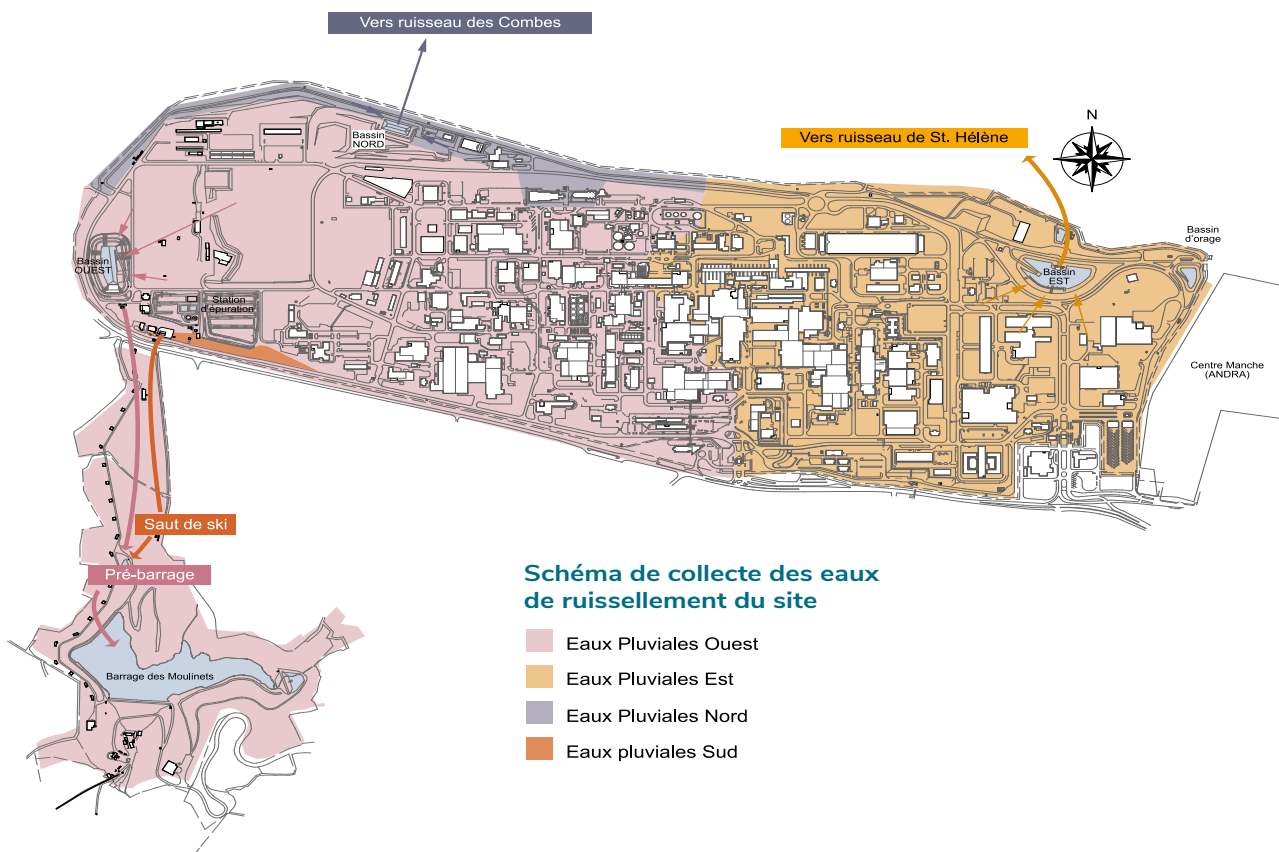 Vers ruisseau des Combes
N
Vers ruisseau de St. Hélène
Bassin
NORD
Bassin
d'orage
Bassin
OUEST
Bassin
EST
Station
d'épuration
Centre Manche
(ANDRA)
Saut de ski
Pré-barrage
Barrage des Moulinets
Schéma de collecte des eaux
de ruissellement du site
Eaux Pluviales Ouest
Eaux Pluviales Est
Eaux Pluviales Nord
Eaux pluviales Sud